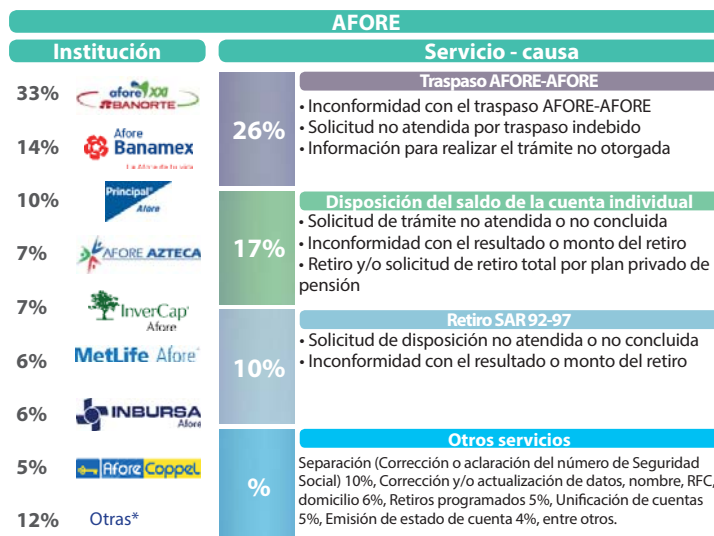 AFORE
Institución
Servicio - causa
33%
afore XXI
BANORTE
14%
Afore
Banamex
La Afore de tu vida
10%
Principal
Afore
7%
AFORE AZTECA
7%
InverCap
Afore
6%
MetLife Afore
6%
INBURSA
Afore
5%
Afore Coppel
12%
Otras*
26%
Traspaso AFORE-AFORE
• Inconformidad con el traspaso AFORE-AFORE
• Solicitud no atendida por traspaso indebido
• Información para realizar el trámite no otorgada
17%
Disposición del saldo de la cuenta individual
• Solicitud de trámite no atendida o no concluida
• Inconformidad con el resultado o monto del retiro
• Retiro y/o solicitud de retiro total por plan privado de
pensión
10%
Retiro SAR 92-97
• Solicitud de disposición no atendida o no concluida
• Inconformidad con el resultado o monto del retiro
%
Otros servicios
Separación (Corrección o aclaración del número de Seguridad
Social) 10%, Corrección y/o actualización de datos, nombre, RFC,
domicilio 6%, Retiros programados 5%, Unificación de cuentas
5%, Emisión de estado de cuenta 4%, entre otros.